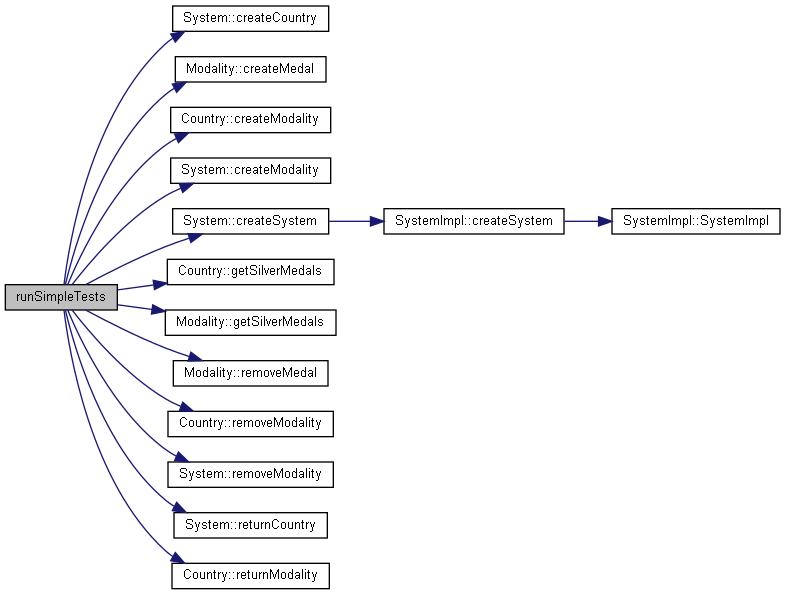 System::createCountry
Modality::createMedal
Country::createModality
System::createModality
System::createSystem
SystemImpl::createSystem
SystemImpl::SystemImpl
Country::getSilverMedals
runSimpleTests
Modality::getSilverMedals
Modality::removeMedal
Country::removeModality
System::removeModality
System::returnCountry
Country::returnModality